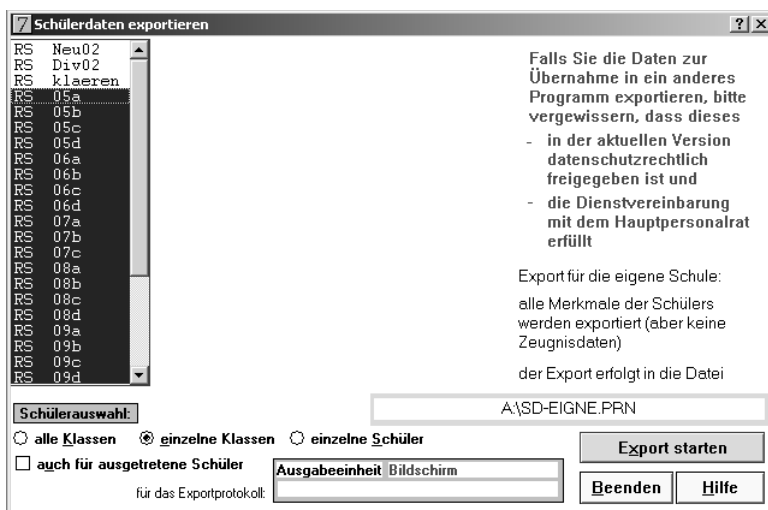 Schülerdaten exportieren
RS Neu02
RS Div02
RS klaeren
RS 05a
RS 05b
RS 05c
RS 05d
RS 06a
RS 06b
RS 06c
RS 06d
RS 07a
RS 07b
RS 07c
RS 08a
RS 08b
RS 08c
RS 08d
RS 09a
RS 09b
RS 09c
RS 09d
Falls Sie die Daten zur
Übernahme in ein anderes
Programm exportieren, bitte
vergewissern, dass dieses
- in der aktuellen Version
datenschutzrechtlich
freigegeben ist und
- die Dienstvereinbarung
mit dem Hauptpersonalrat
erfüllt
Export für die eigene Schule:
alle Merkmale der Schülers
werden exportiert (aber keine
Zeugnisdaten)
der Export erfolgt in die Datei
A:\SD-EIGNE.PRN
Schülerauswahl:
alle Klassen einzelne Klassen einzelne Schüler
auch für ausgetretene Schüler
Ausgabeeinheit Bildschirm
für das Exportprotokoll:
Export starten
Beenden Hilfe